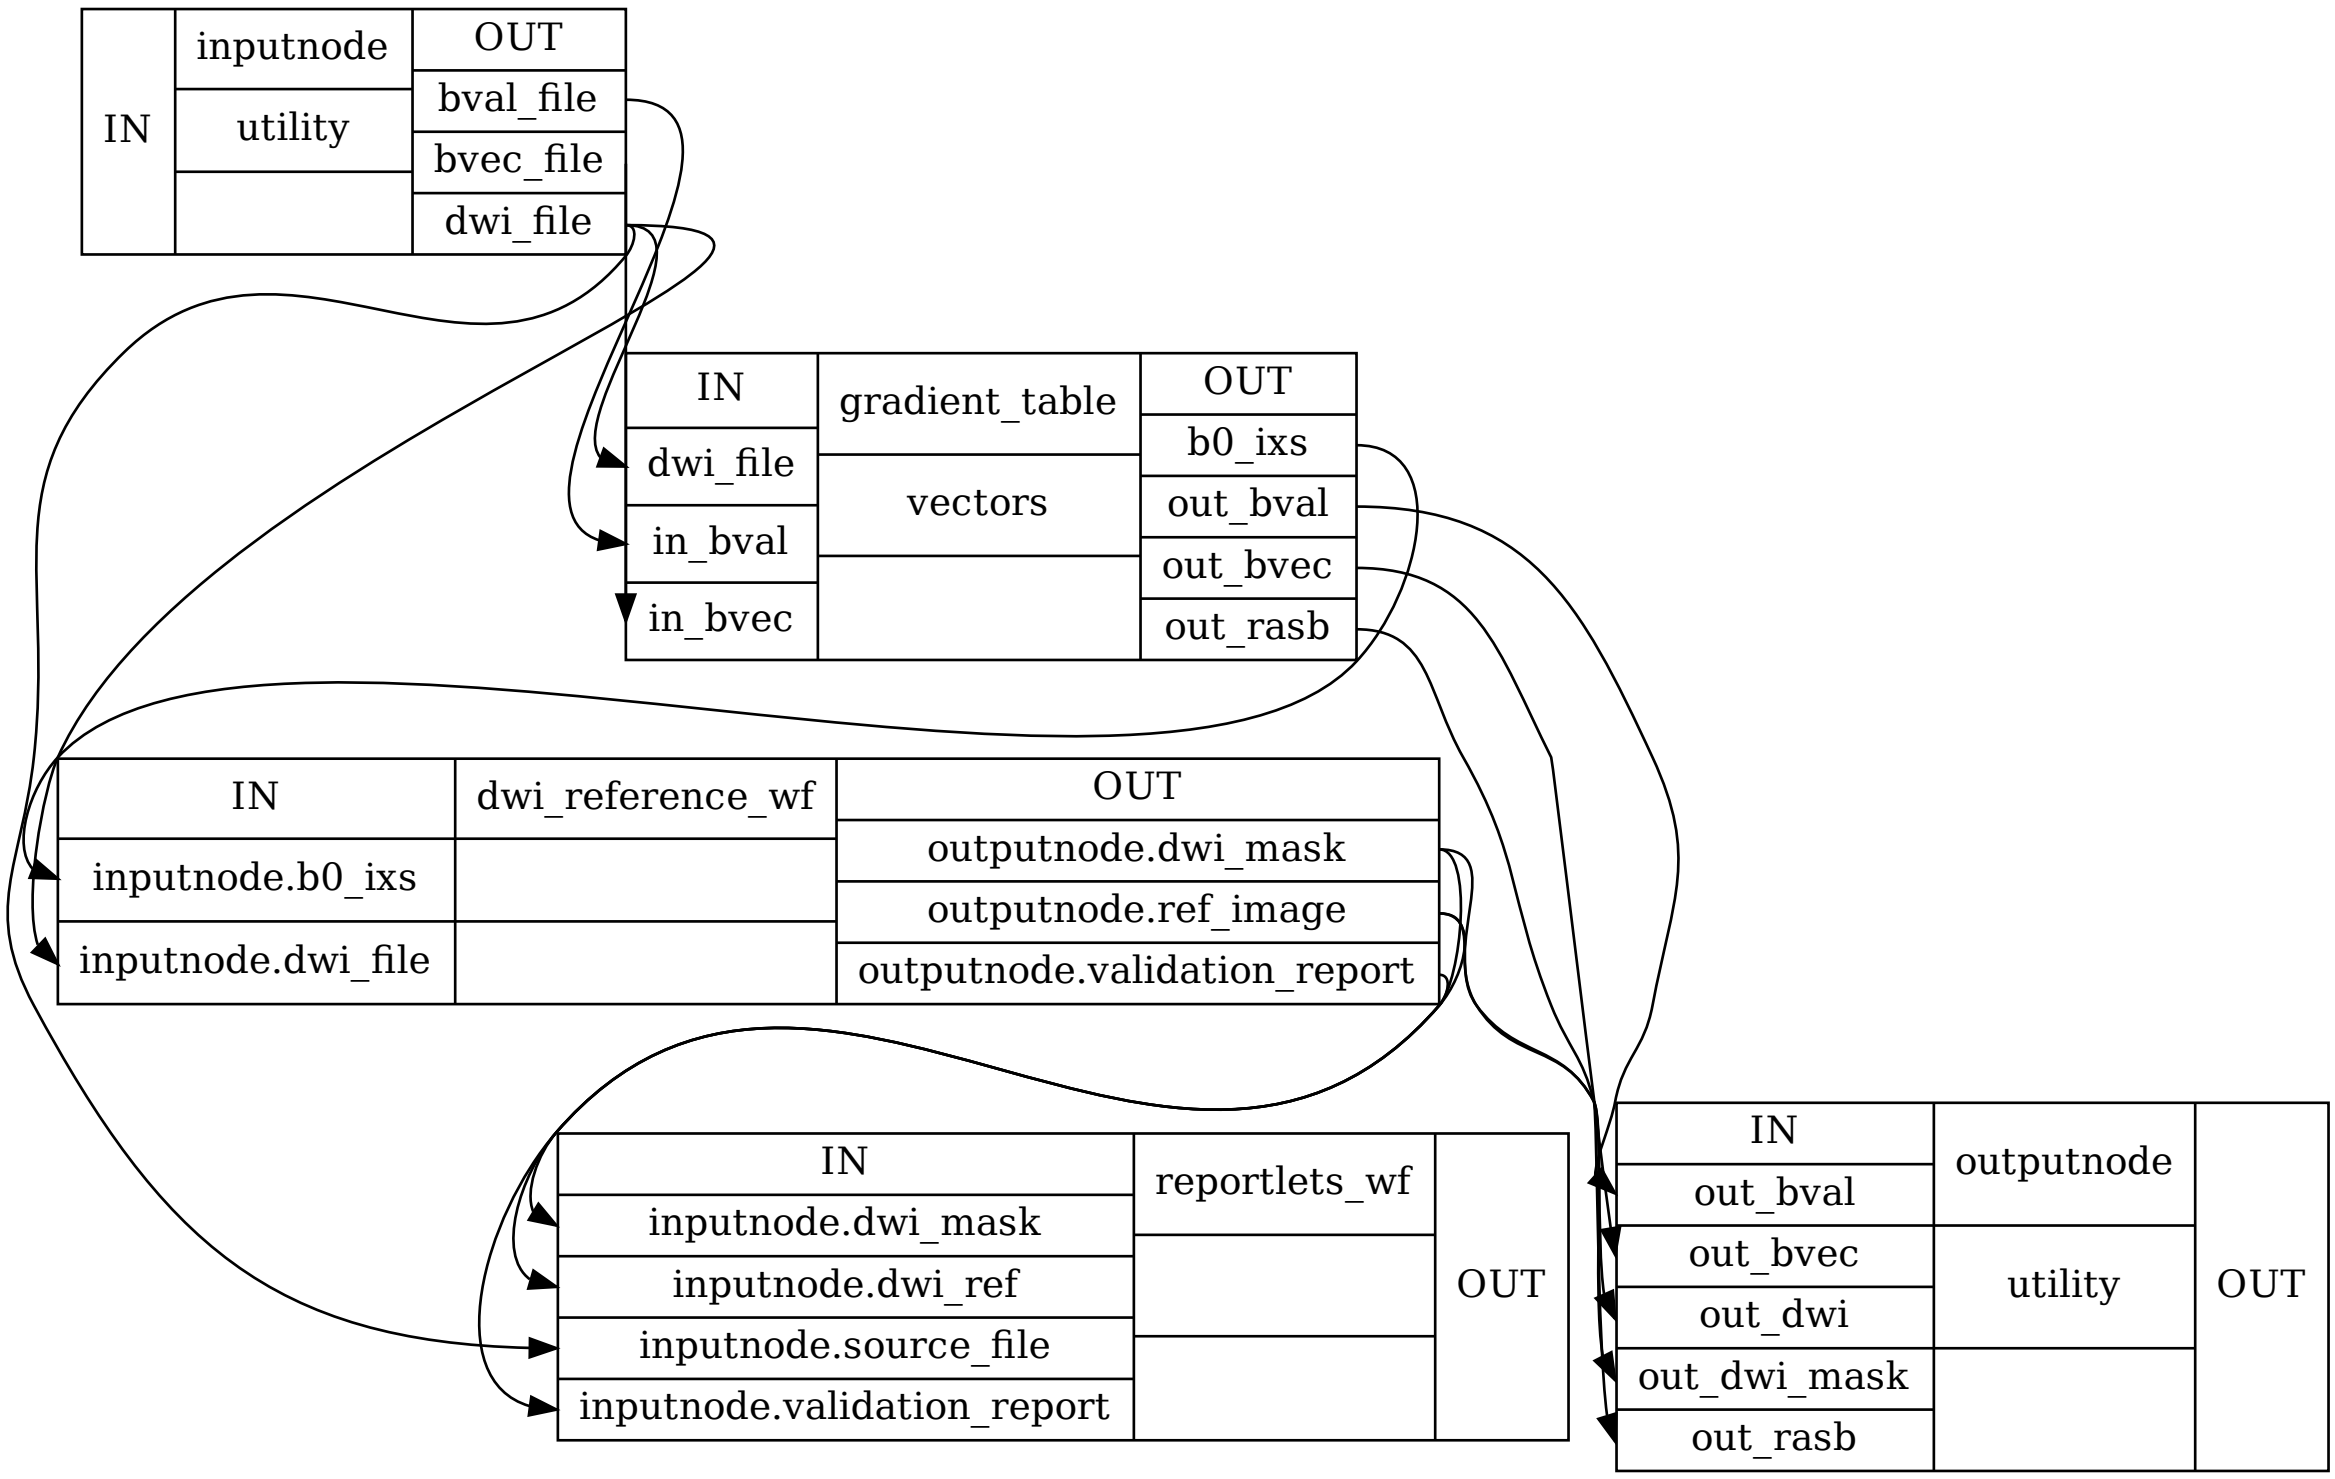 IN
inputnode
utility
OUT
bval_file
bvec_file
dwi_file
IN
dwi_file
in_bval
in_bvec
gradient_table
vectors
OUT
b0_ixs
out_bval
out_bvec
out_rasb
IN
inputnode.b0_ixs
inputnode.dwi_file
dwi_reference_wf
OUT
outputnode.dwi_mask
outputnode.ref_image
outputnode.validation_report
IN
inputnode.dwi_mask
inputnode.dwi_ref
inputnode.source_file
inputnode.validation_report
reportlets_wf
OUT
IN
out_bval
out_bvec
out_dwi
out_dwi_mask
out_rasb
outputnode
utility
OUT